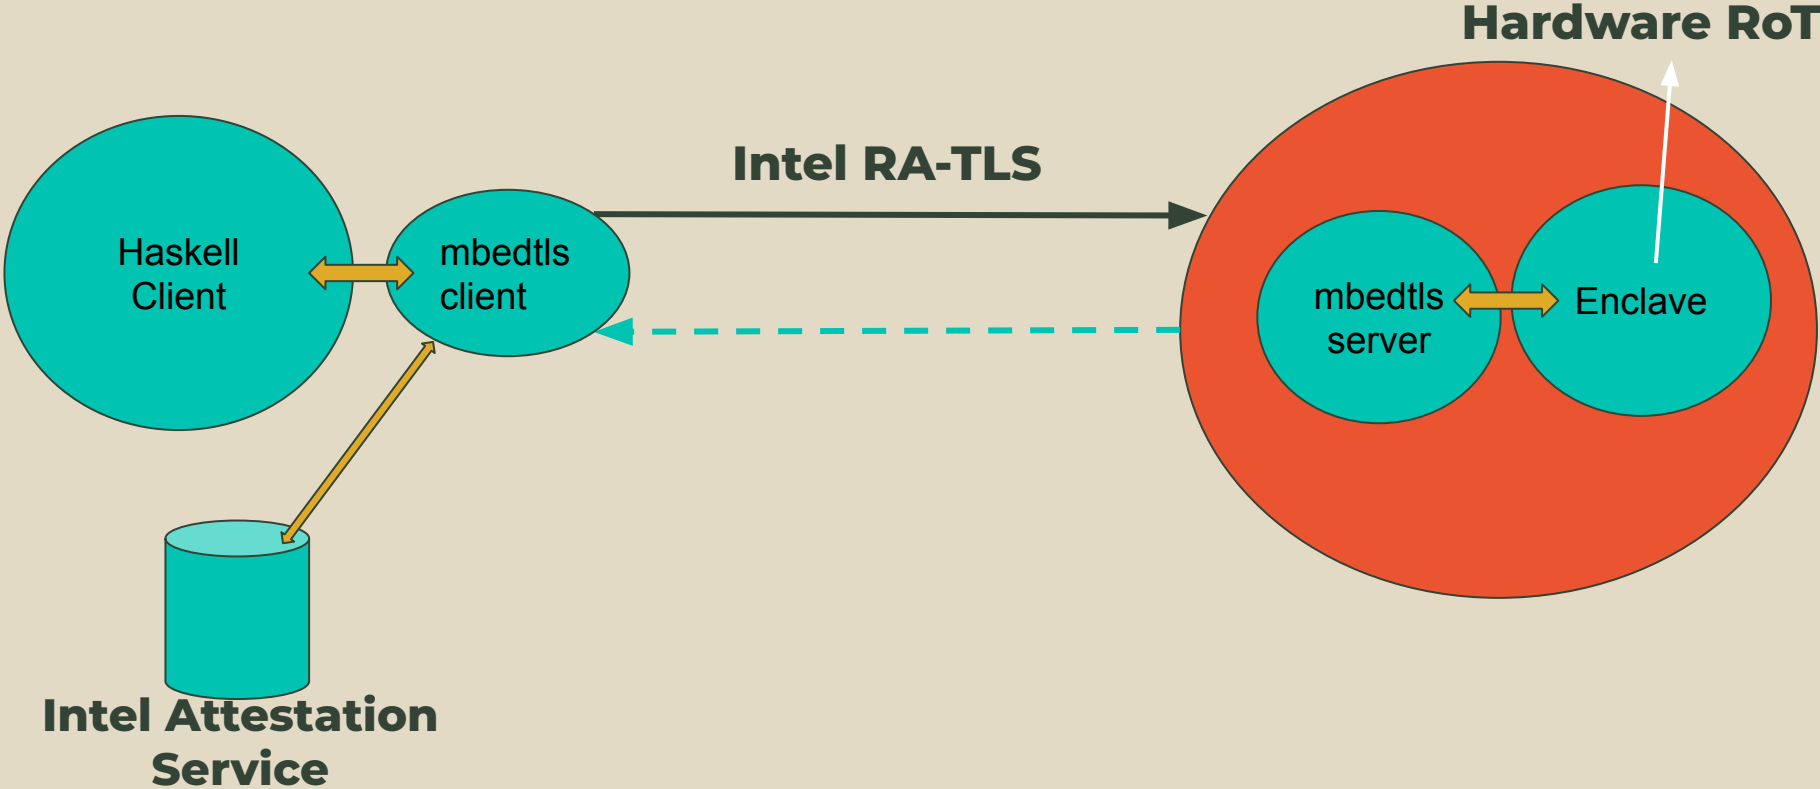 Hardware RoT
Intel RA-TLS
Haskell
Client
mbedtls
client
mbedtls
server
Enclave
Intel Attestation
Service